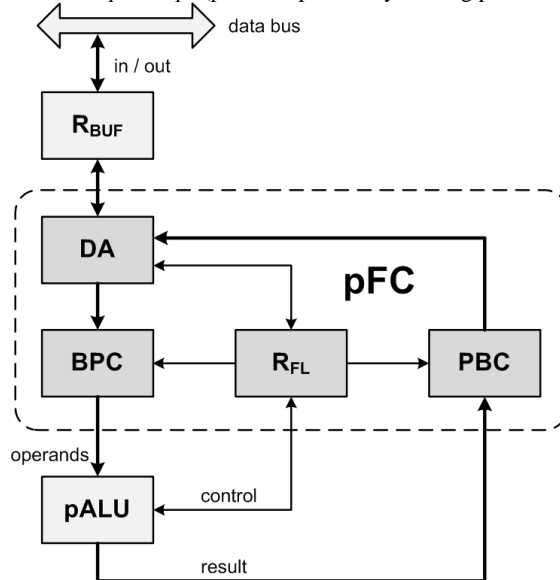 data bus
in / out
RBUF
DA
pFC
BPC
RFL
PBC
operands
pALU
control
result